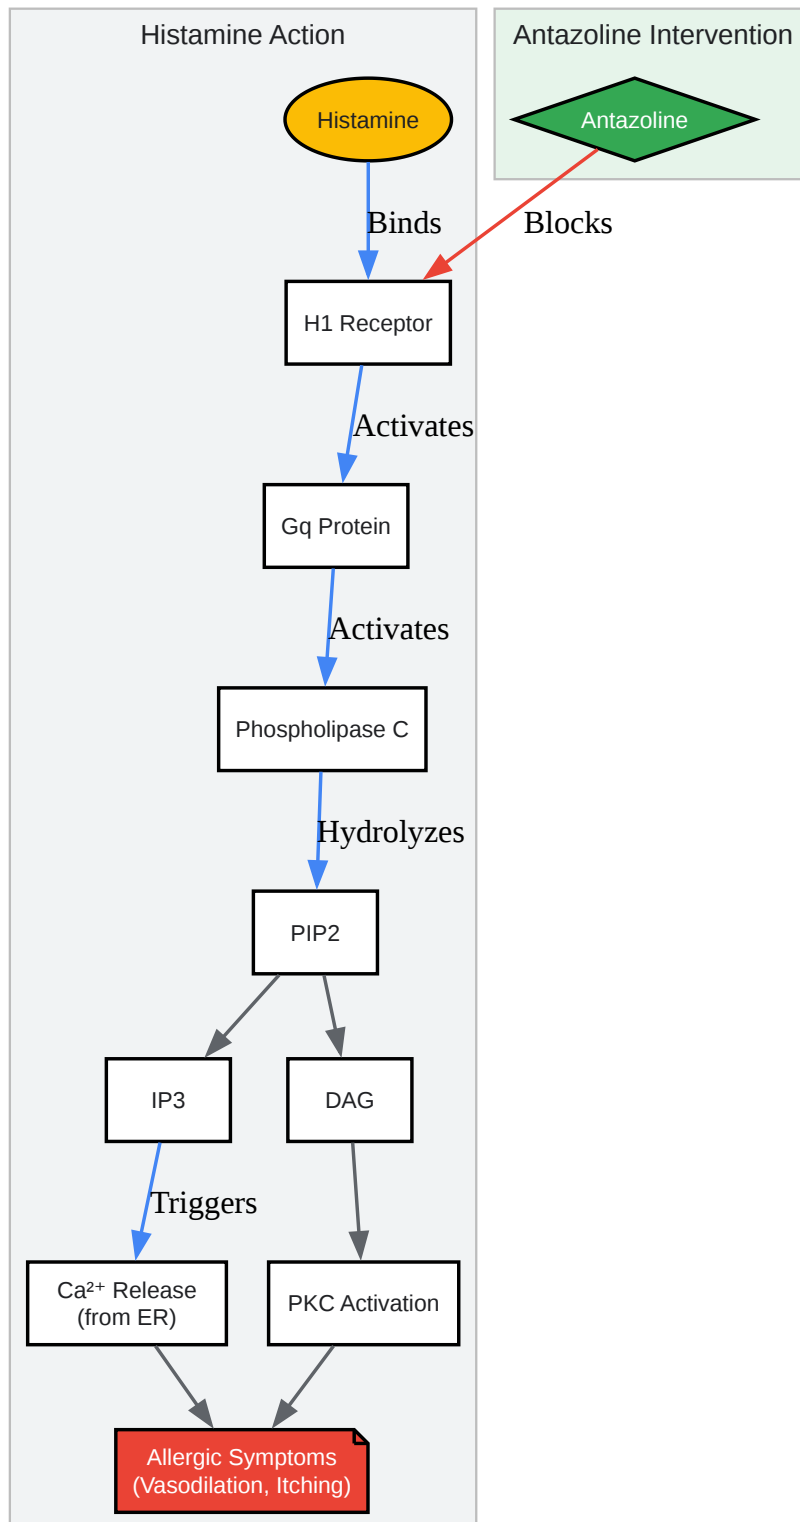 Histamine Action
Antazoline Intervention
Histamine
Antazoline
Binds
Blocks
H1 Receptor
Activates
Gq Protein
Activates
Phospholipase C
Hydrolyzes
PIP2
IP3
DAG
Triggers
Ca²⁺ Release
(from ER)
PKC Activation
Allergic Symptoms
(Vasodilation, Itching)